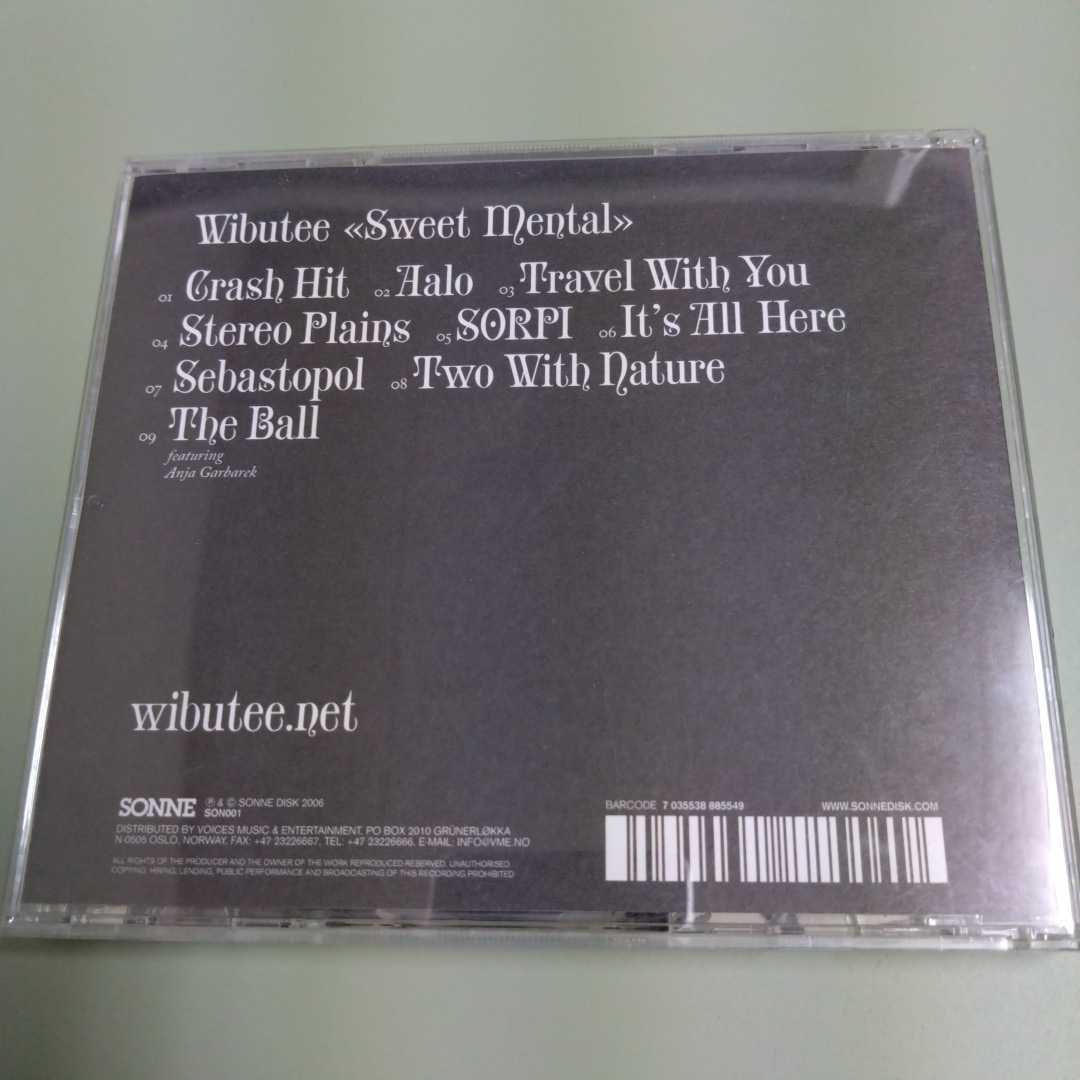 Wibutee «Sweet Mental»
01 Crash Hit 02 Aalo 03 Travel With You
04 Stereo Plains 05 SORPI 06 It's All Here
07 Sebastopol 08 Two With Nature
09 The Ball
featuring
Anja Garbarek
wibutee.net
SONNE ℗ & © SONNE DISK 2006
SON001
DISTRIBUTED BY VOICES MUSIC & ENTERTAINMENT, PO BOX 2010 GRÜNERLØKKA
N 0505 OSLO, NORWAY. FAX: +47 23226667, TEL: +47 23226666. E-MAIL: INFO@VME.NO
ALL RIGHTS OF THE PRODUCER AND THE OWNER OF THE WORK REPRODUCED RESERVED. UNAUTHORISED
COPYING, HIRING, LENDING, PUBLIC PERFORMANCE AND BROADCASTING OF THIS RECORDING PROHIBITED
BARCODE 7 035538 885549 WWW.SONNEDISK.COM